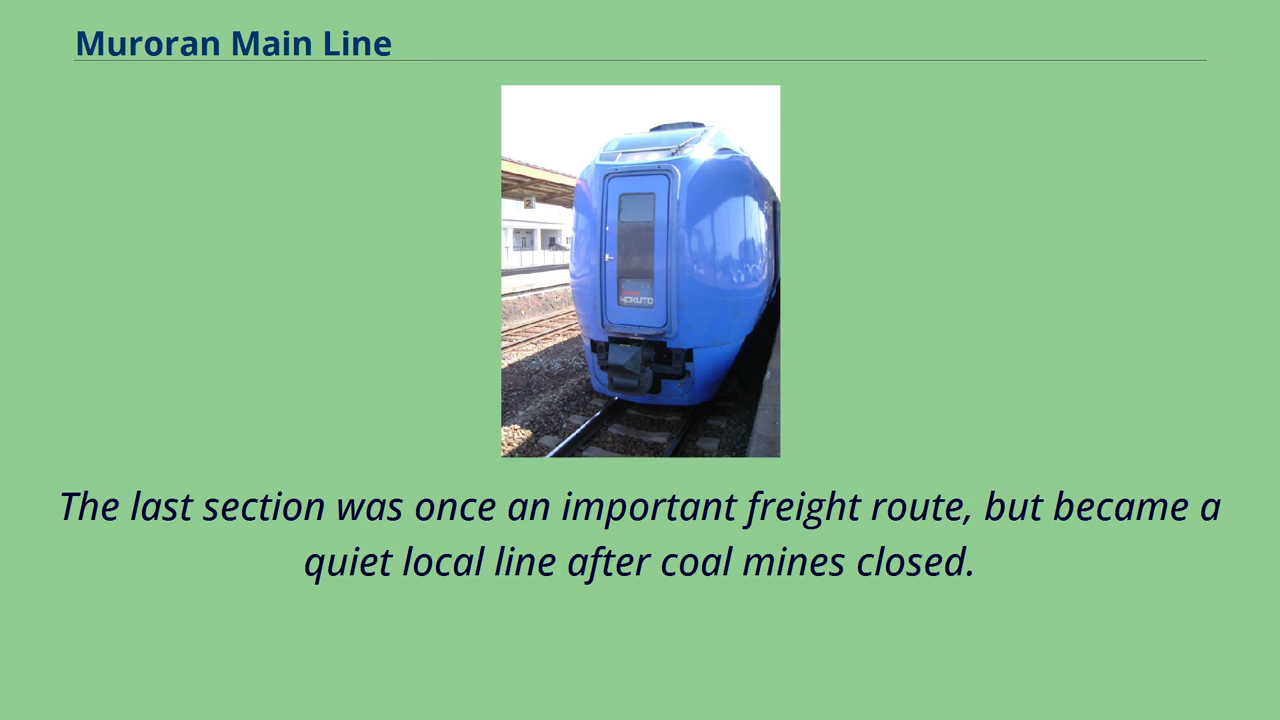 Muroran Main Line
2
HOKUTO
The last section was once an important freight route, but became a
quiet local line after coal mines closed.